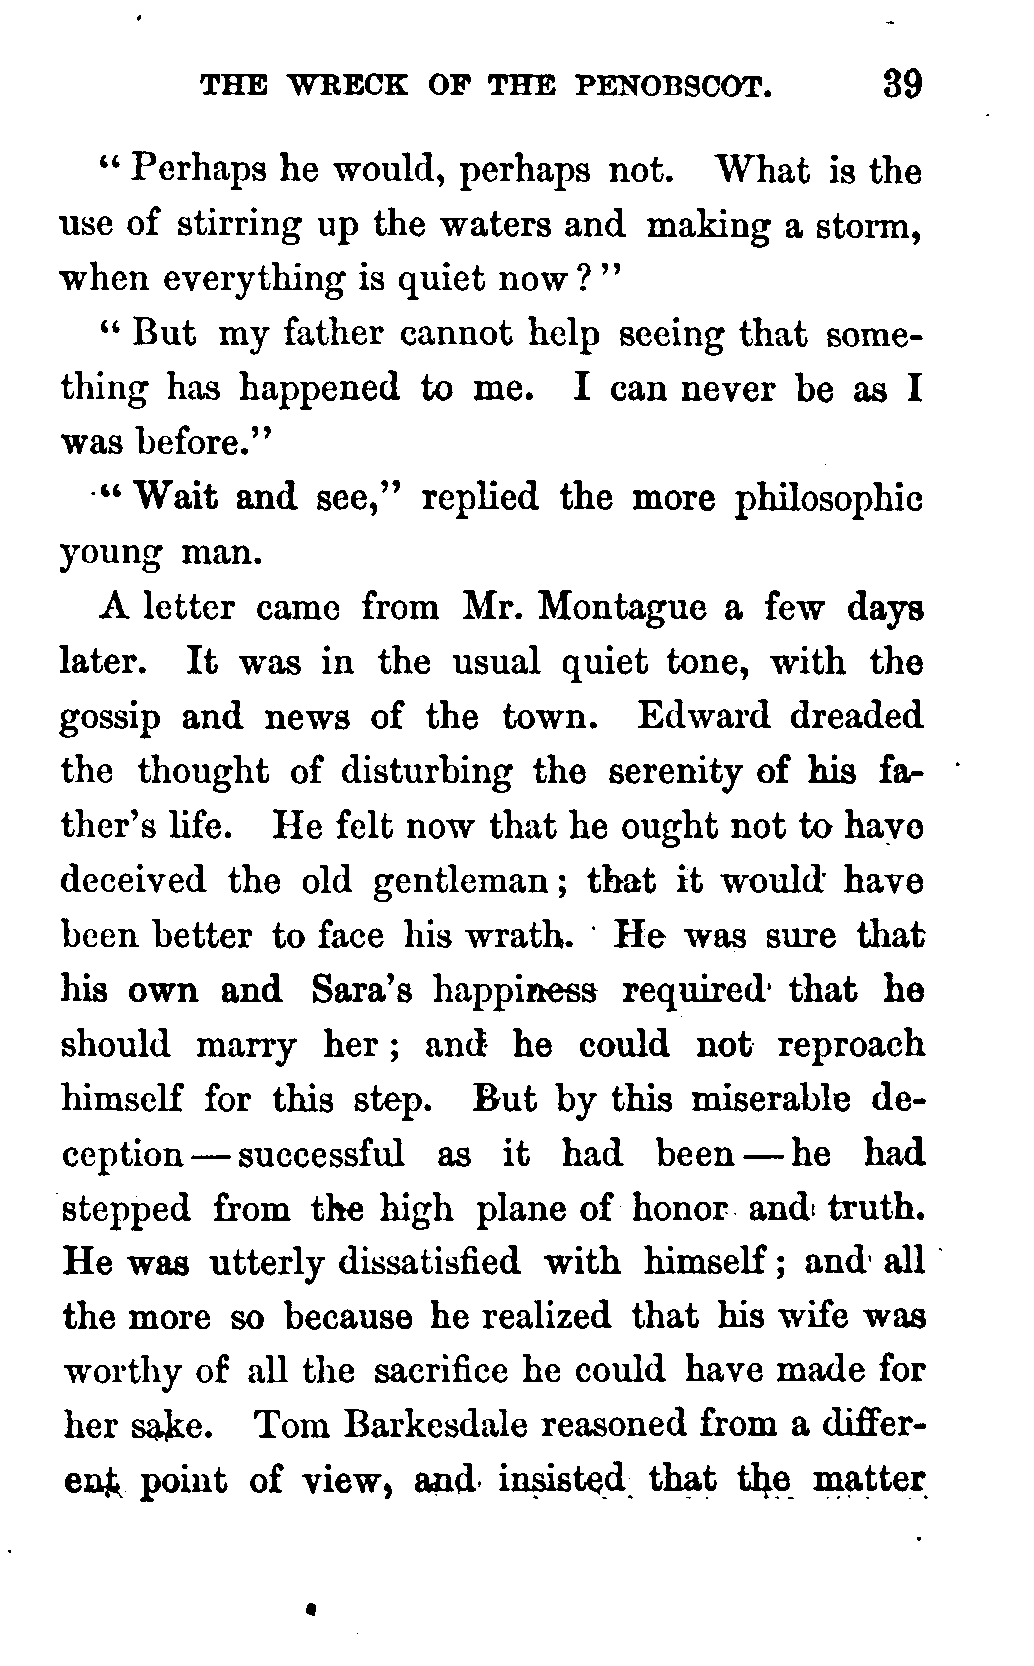 THE WRECK OF THE PENOBSCOT. 39
“ Perhaps he would, perhaps not. What is the
use of stirring up the waters and making a storm,
when everything is quiet now ? ”
“ But my father cannot help seeing that some-
thing has happened to me. I can never be as I
was before.”
“ Wait and see,” replied the more philosophic
young man.
A letter came from Mr. Montague a few days
later. It was in the usual quiet tone, with the
gossip and news of the town. Edward dreaded
the thought of disturbing the serenity of his fa-
ther’s life. He felt now that he ought not to have
deceived the old gentleman ; that it would have
been better to face his wrath. He was sure that
his own and Sara’s happiness required that he
should marry her ; and he could not reproach
himself for this step. But by this miserable de-
ception — successful as it had been — he had
stepped from the high plane of honor and truth.
He was utterly dissatisfied with himself ; and all
the more so because he realized that his wife was
worthy of all the sacrifice he could have made for
her sake. Tom Barkesdale reasoned from a differ-
ent point of view, and insisted that the matter